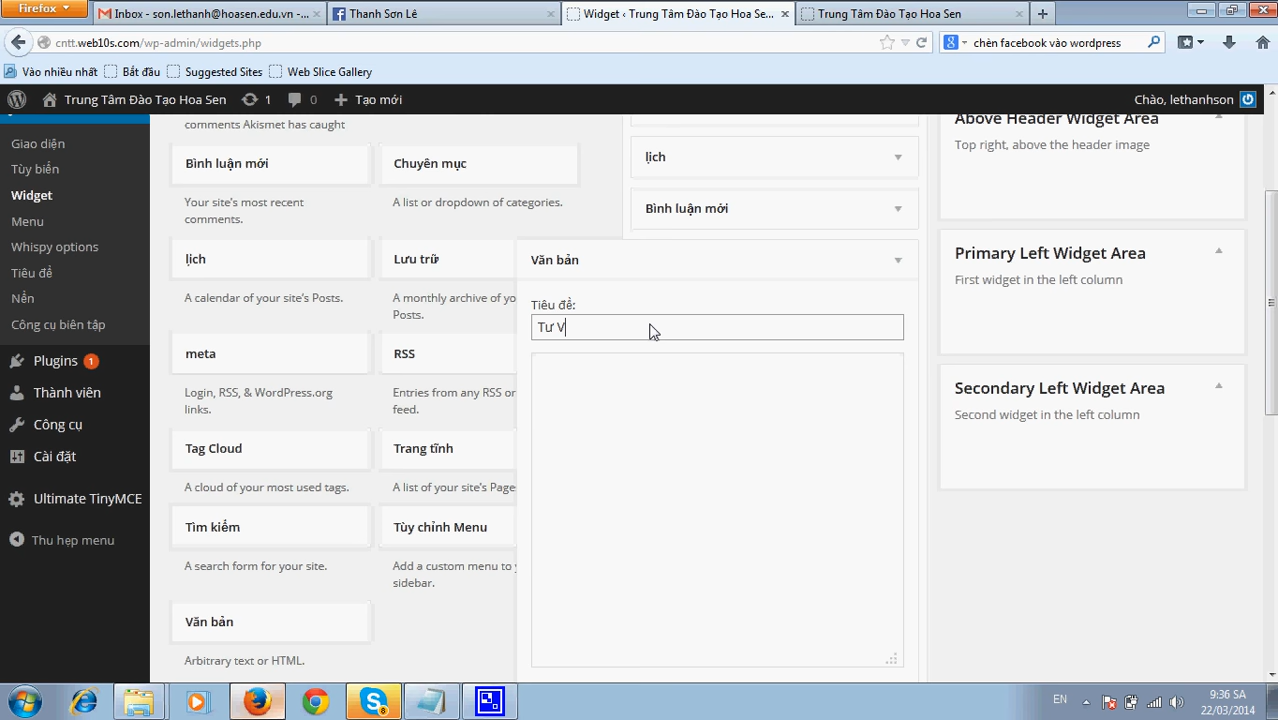 Firefox
Inbox - son.lethanh@hoasen.edu.vn -...
Thanh Sơn Lê
Widget ‹ Trung Tâm Đào Tạo Hoa Se...
Trung Tâm Đào Tạo Hoa Sen
cntt.web10s.com/wp-admin/widgets.php
chèn facebook vào wordpress
Vào nhiều nhất
Bắt đầu
Suggested Sites
Web Slice Gallery
Trung Tâm Đào Tạo Hoa Sen
1
0
Tạo mới
Chào, lethanhson
Giao diện
Tùy biến
Widget
Menu
Whispy options
Tiêu đề
Nền
Công cụ biên tập
Plugins 1
Thành viên
Công cụ
Cài đặt
Ultimate TinyMCE
Thu hẹp menu
comments Akismet has caught
Bình luận mới
Chuyên mục
Your site's most recent
comments.
A list or dropdown of categories.
lịch
Lưu trữ
A calendar of your site's Posts.
A monthly archive of yo
Posts.
meta
RSS
Login, RSS, & WordPress.org
links.
Entries from any RSS or
feed.
Tag Cloud
Trang tĩnh
A cloud of your most used tags.
A list of your site's Page
Tìm kiếm
Tùy chỉnh Menu
A search form for your site.
Add a custom menu to y
sidebar.
Văn bản
Arbitrary text or HTML.
lịch
Bình luận mới
Văn bản
Tiêu đề:
Tư V
Above Header Widget Area
Top right, above the header image
Primary Left Widget Area
First widget in the left column
Secondary Left Widget Area
Second widget in the left column
EN
9:36 SA
22/03/2014